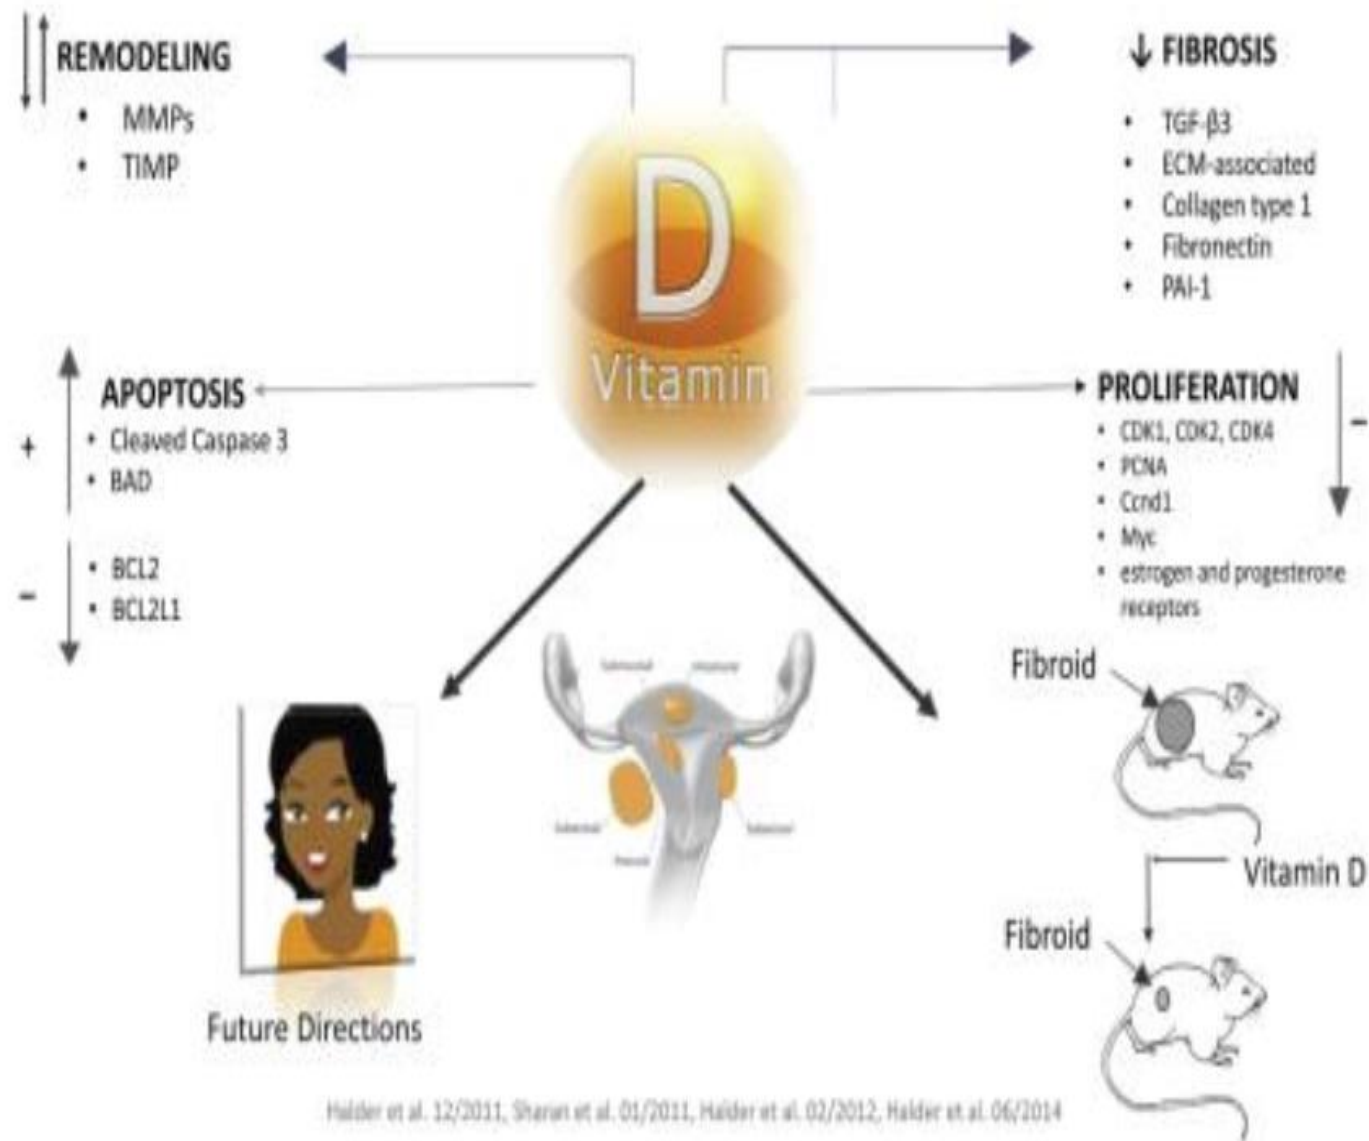 REMODELING
• MMPs
• TIMP
↓ FIBROSIS
• TGF-β3
• ECM-associated
• Collagen type 1
• Fibronectin
• PAI-1
D
Vitamin
+
APOPTOSIS
• Cleaved Caspase 3
• BAD
–
• BCL2
• BCL2L1
PROLIFERATION
–
• CDK1, CDK2, CDK4
• PCNA
• Ccnd1
• Myc
• estrogen and progesterone
receptors
Fibroid
Vitamin D
Fibroid
Future Directions
Halder et al. 12/2011, Sharan et al. 01/2011, Halder et al. 02/2012, Halder et al. 06/2014